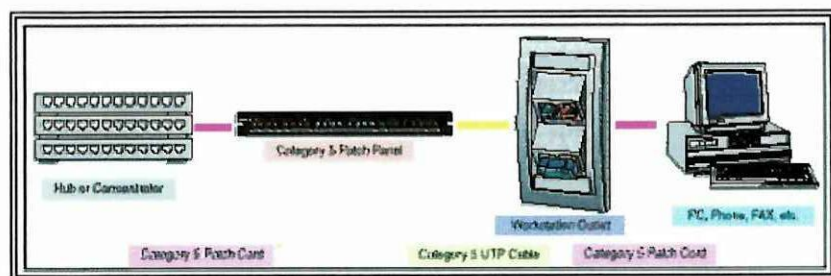 Category 5 Patch Panel
Hub or Concentrator
Workstation Outlet
PC, Phone, FAX, etc.
Category 5 Patch Cord
Category 5 UTP Cable
Category 5 Patch Cord